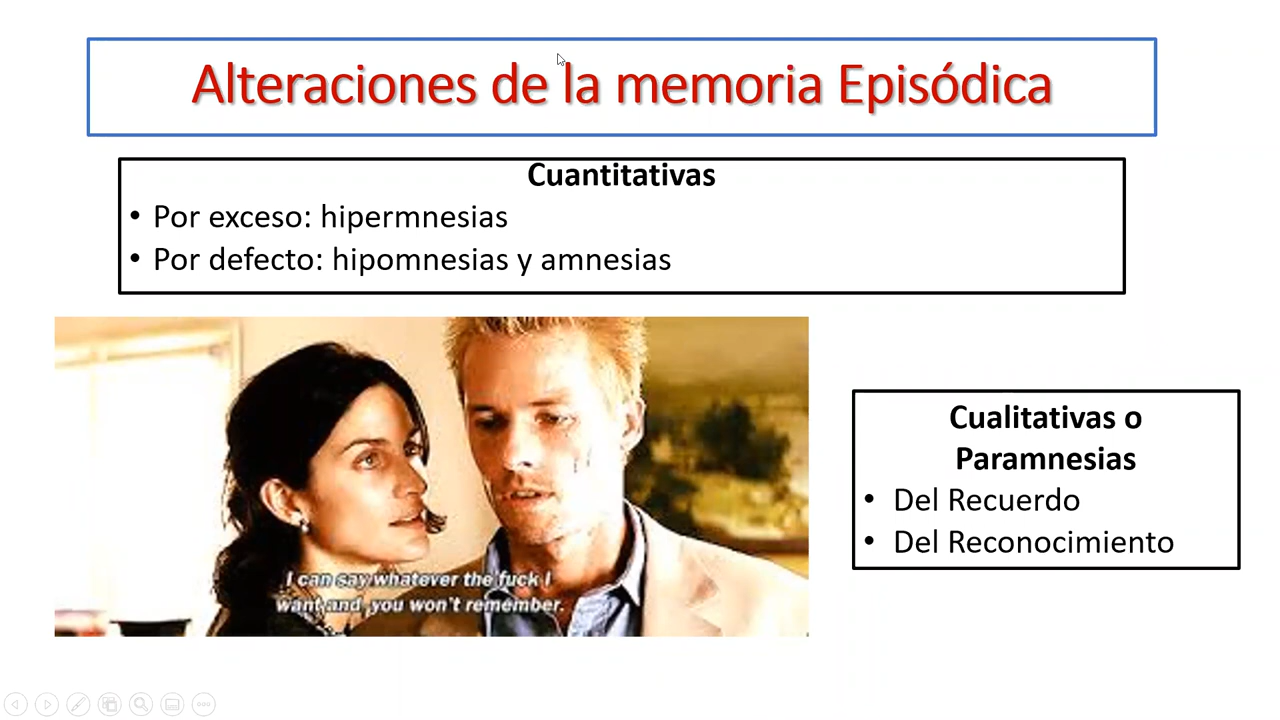 Alteraciones de la memoria Episódica
Cuantitativas
• Por exceso: hipermnesias
• Por defecto: hipomnesias y amnesias
I can say whatever the fuck I
want and you won't remember.
Cualitativas o
Paramnesias
• Del Recuerdo
• Del Reconocimiento